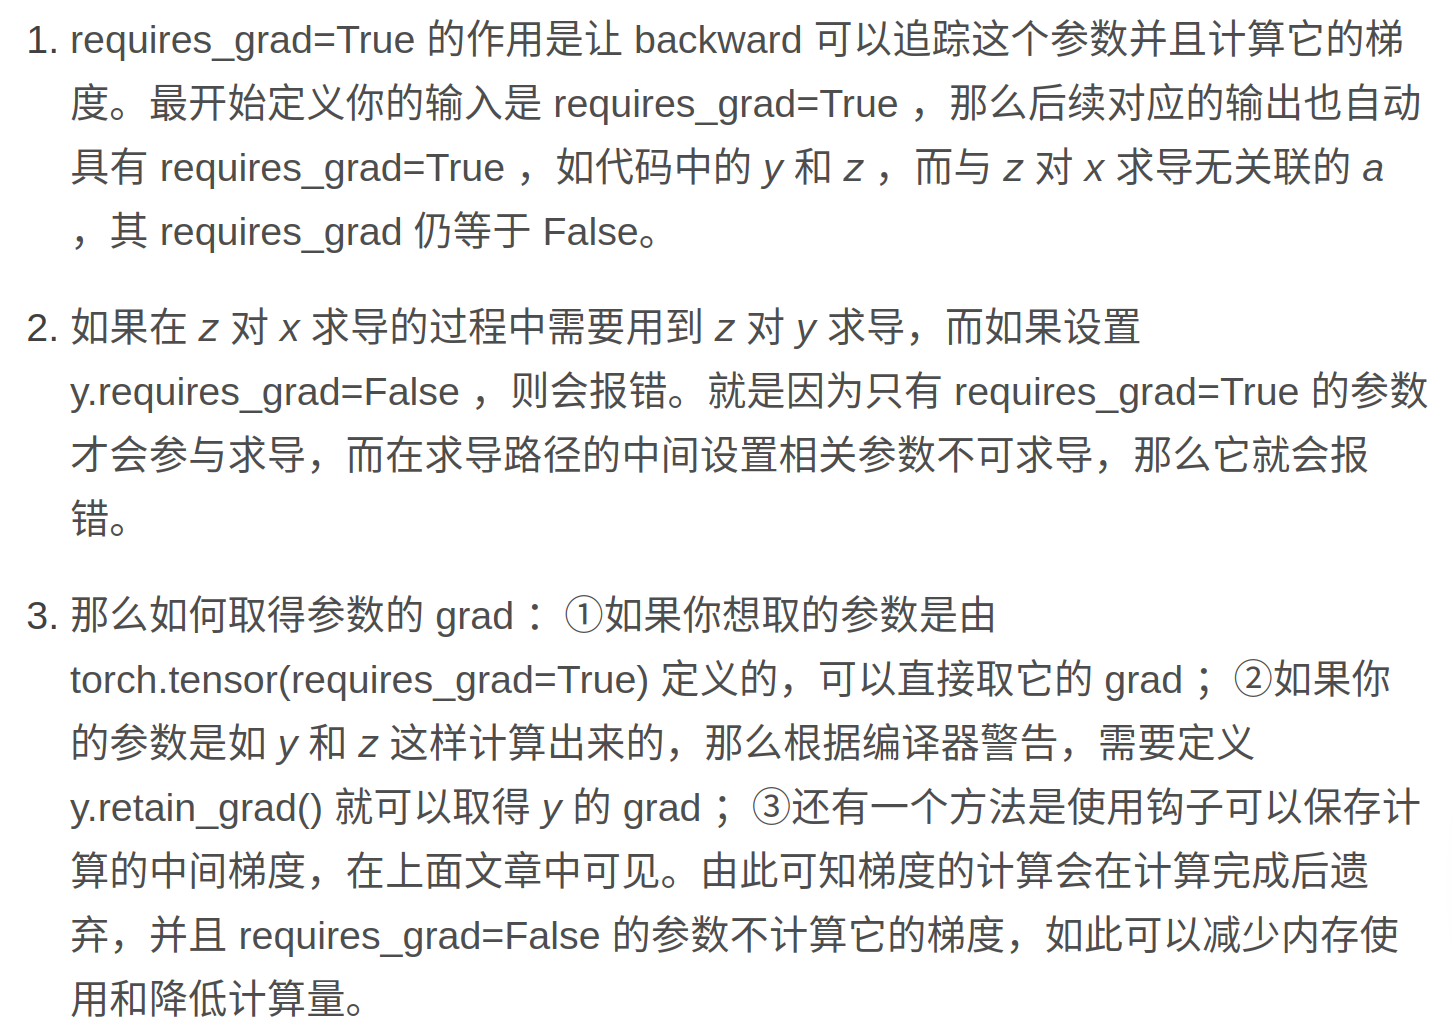 1. requires_grad=True 的作用是让 backward 可以追踪这个参数并且计算它的梯
度。最开始定义你的输入是 requires_grad=True ，那么后续对应的输出也自动
具有 requires_grad=True ，如代码中的 y 和 z ，而与 z 对 x 求导无关联的 a
，其 requires_grad 仍等于 False。
2. 如果在 z 对 x 求导的过程中需要用到 z 对 y 求导，而如果设置
y.requires_grad=False ，则会报错。就是因为只有 requires_grad=True 的参数
才会参与求导，而在求导路径的中间设置相关参数不可求导，那么它就会报
错。
3. 那么如何取得参数的 grad ：①如果你想取的参数是由
torch.tensor(requires_grad=True) 定义的，可以直接取它的 grad ；②如果你
的参数是如 y 和 z 这样计算出来的，那么根据编译器警告，需要定义
y.retain_grad() 就可以取得 y 的 grad ；③还有一个方法是使用钩子可以保存计
算的中间梯度，在上面文章中可见。由此可知梯度的计算会在计算完成后遗
弃，并且 requires_grad=False 的参数不计算它的梯度，如此可以减少内存使
用和降低计算量。